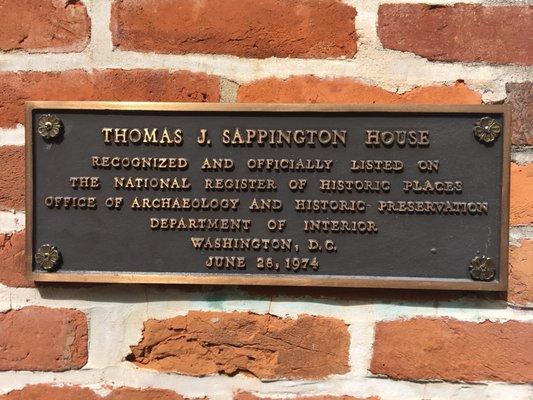 THOMAS J. SAPPINGTON HOUSE
RECOGNIZED AND OFFICIALLY LISTED ON
THE NATIONAL REGISTER OF HISTORIC PLACES
OFFICE OF ARCHAEOLOGY AND HISTORIC PRESERVATION
DEPARTMENT OF INTERIOR
WASHINGTON, D.C.
JUNE 28, 1974